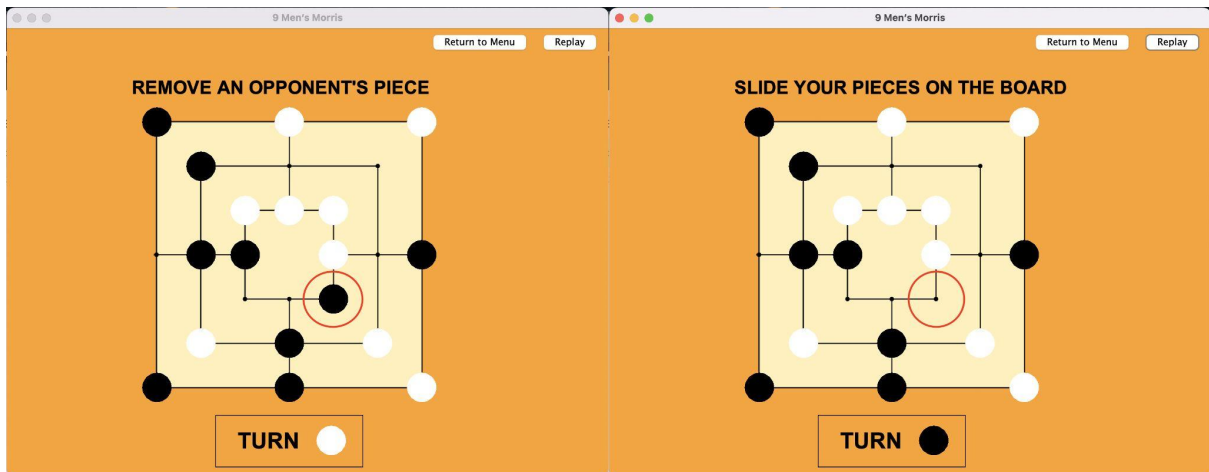 9 Men's Morris
Return to Menu
Replay
REMOVE AN OPPONENT'S PIECE
TURN
9 Men's Morris
Return to Menu
Replay
SLIDE YOUR PIECES ON THE BOARD
TURN